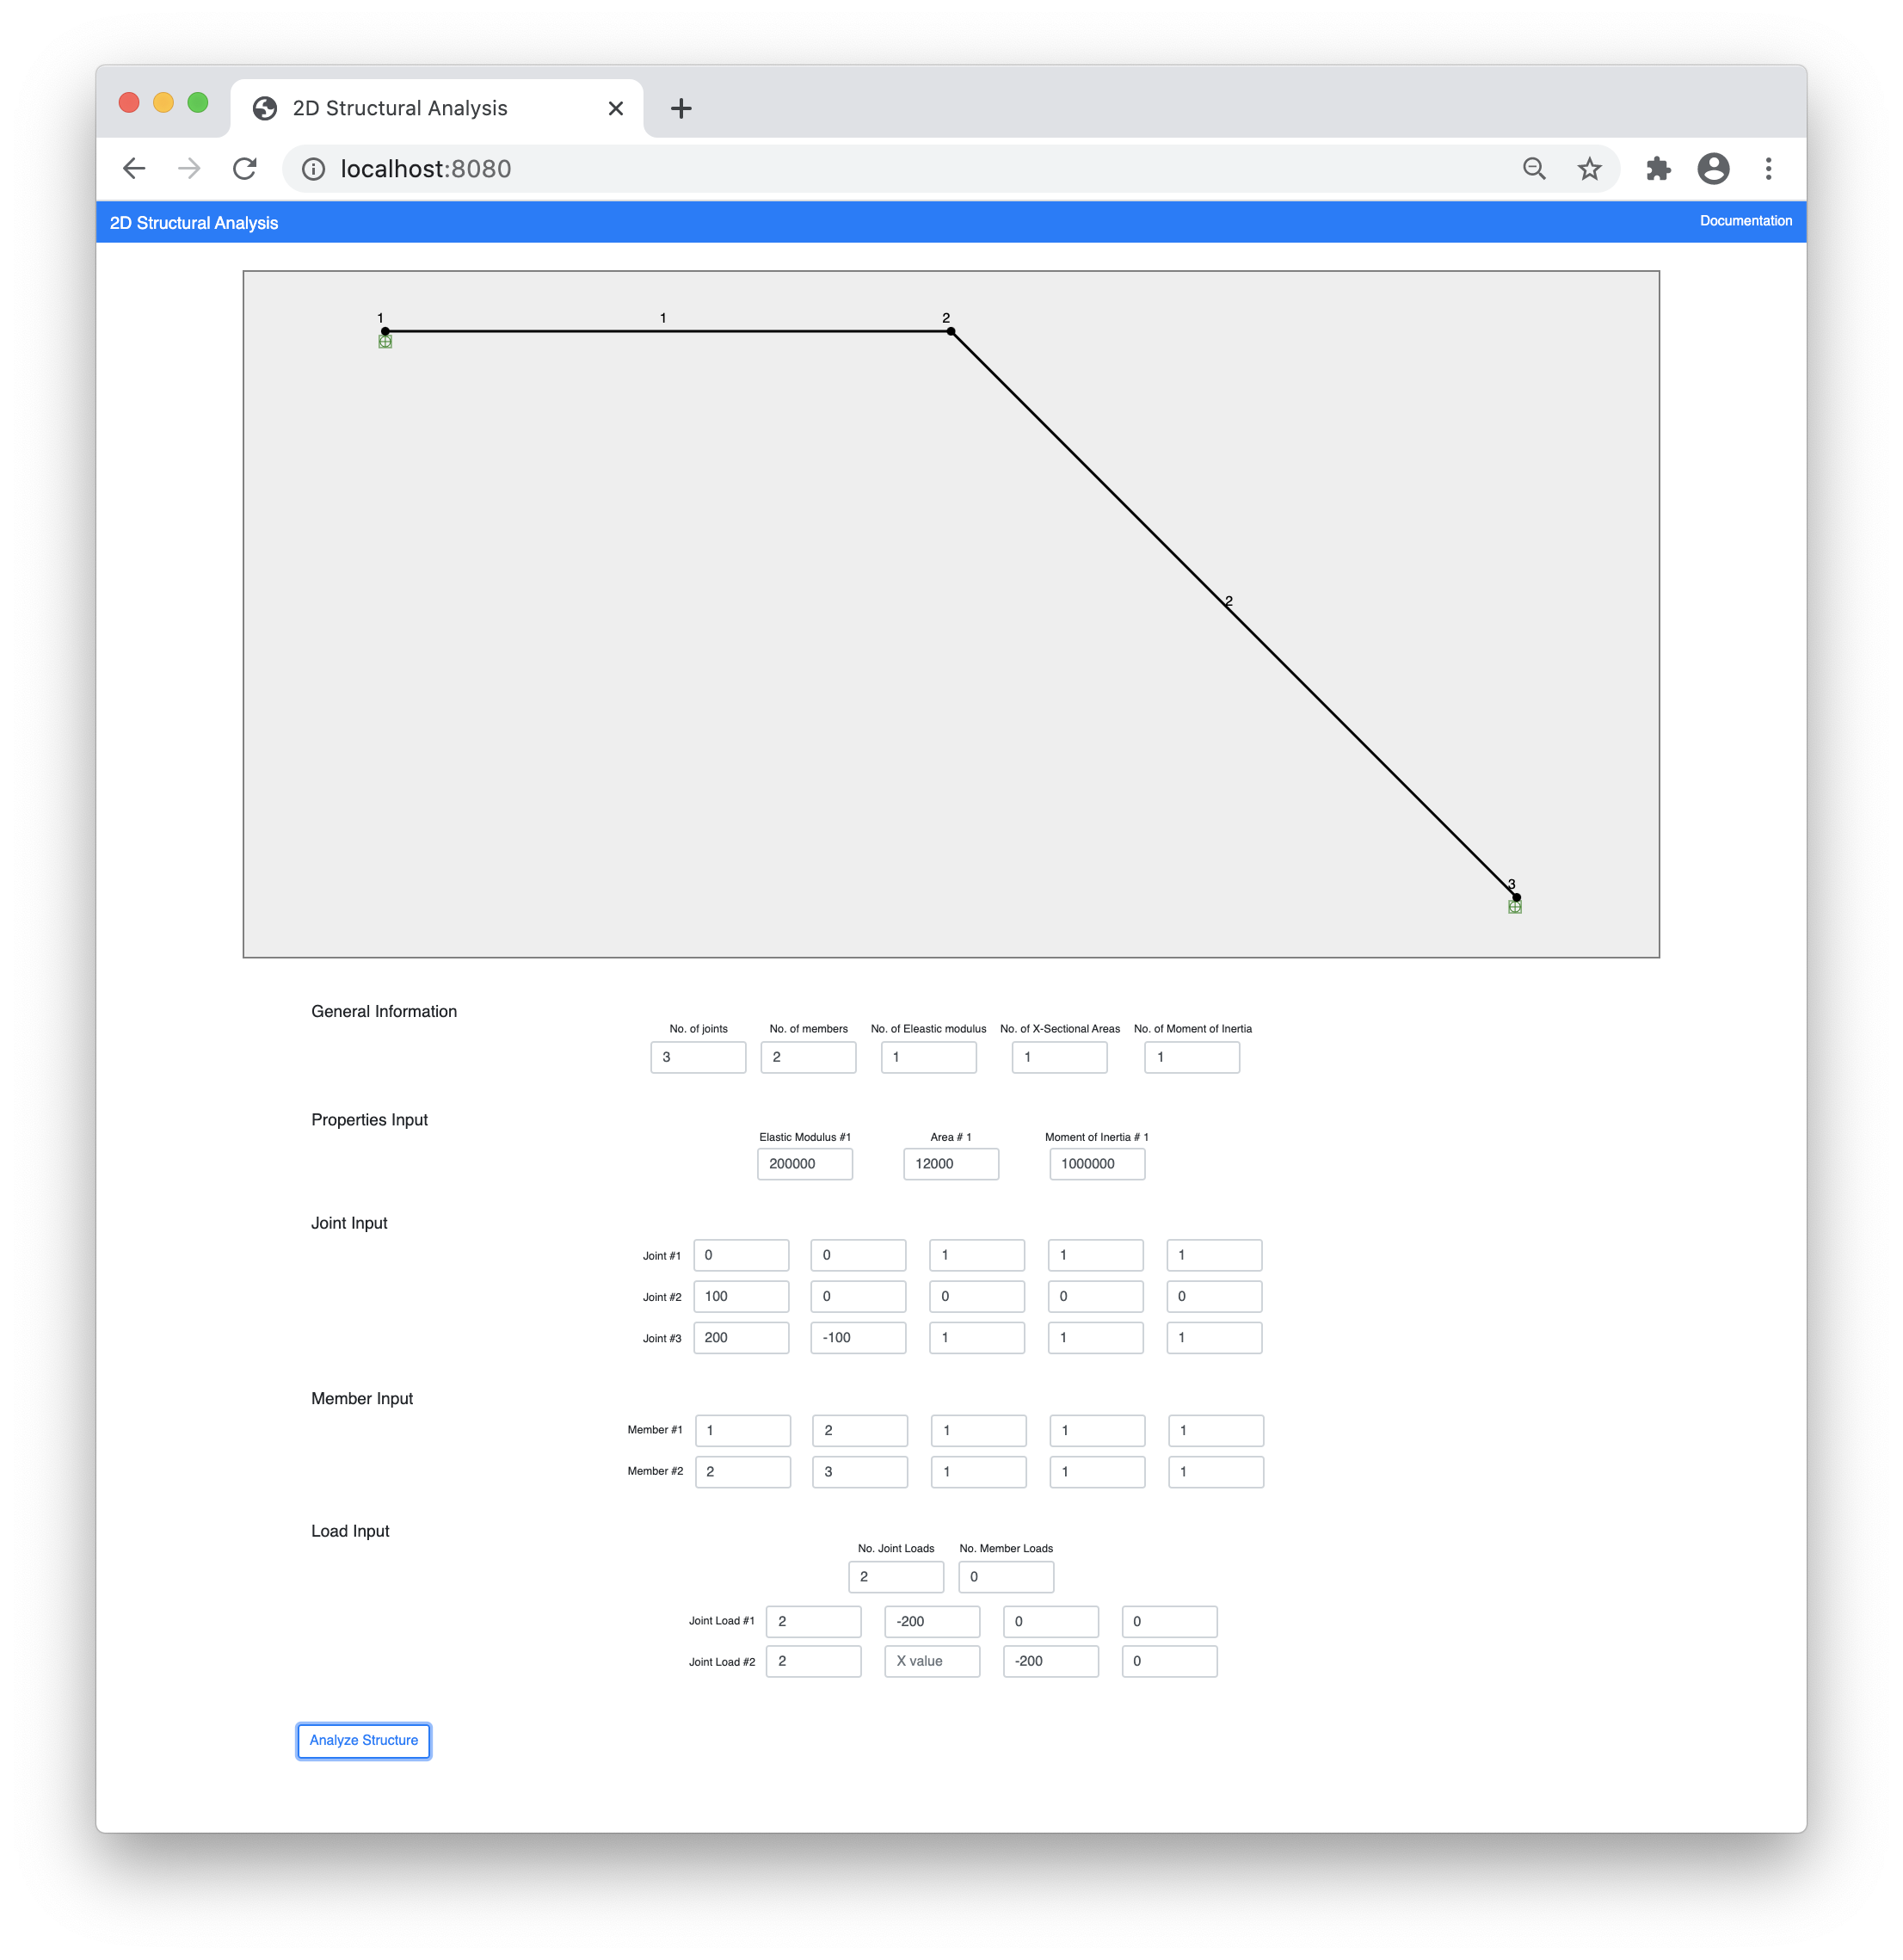 2D Structural Analysis
localhost:8080
2D Structural Analysis Documentation
1 1 2
2
3
General Information
No. of joints No. of members No. of Eleastic modulus No. of X-Sectional Areas No. of Moment of Inertia
3 2 1 1 1
Properties Input
Elastic Modulus #1 Area # 1 Moment of Inertia # 1
200000 12000 1000000
Joint Input
Joint #1 0 0 1 1 1
Joint #2 100 0 0 0 0
Joint #3 200 -100 1 1 1
Member Input
Member #1 1 2 1 1 1
Member #2 2 3 1 1 1
Load Input
No. Joint Loads No. Member Loads
2 0
Joint Load #1 2 -200 0 0
Joint Load #2 2 X value -200 0
Analyze Structure